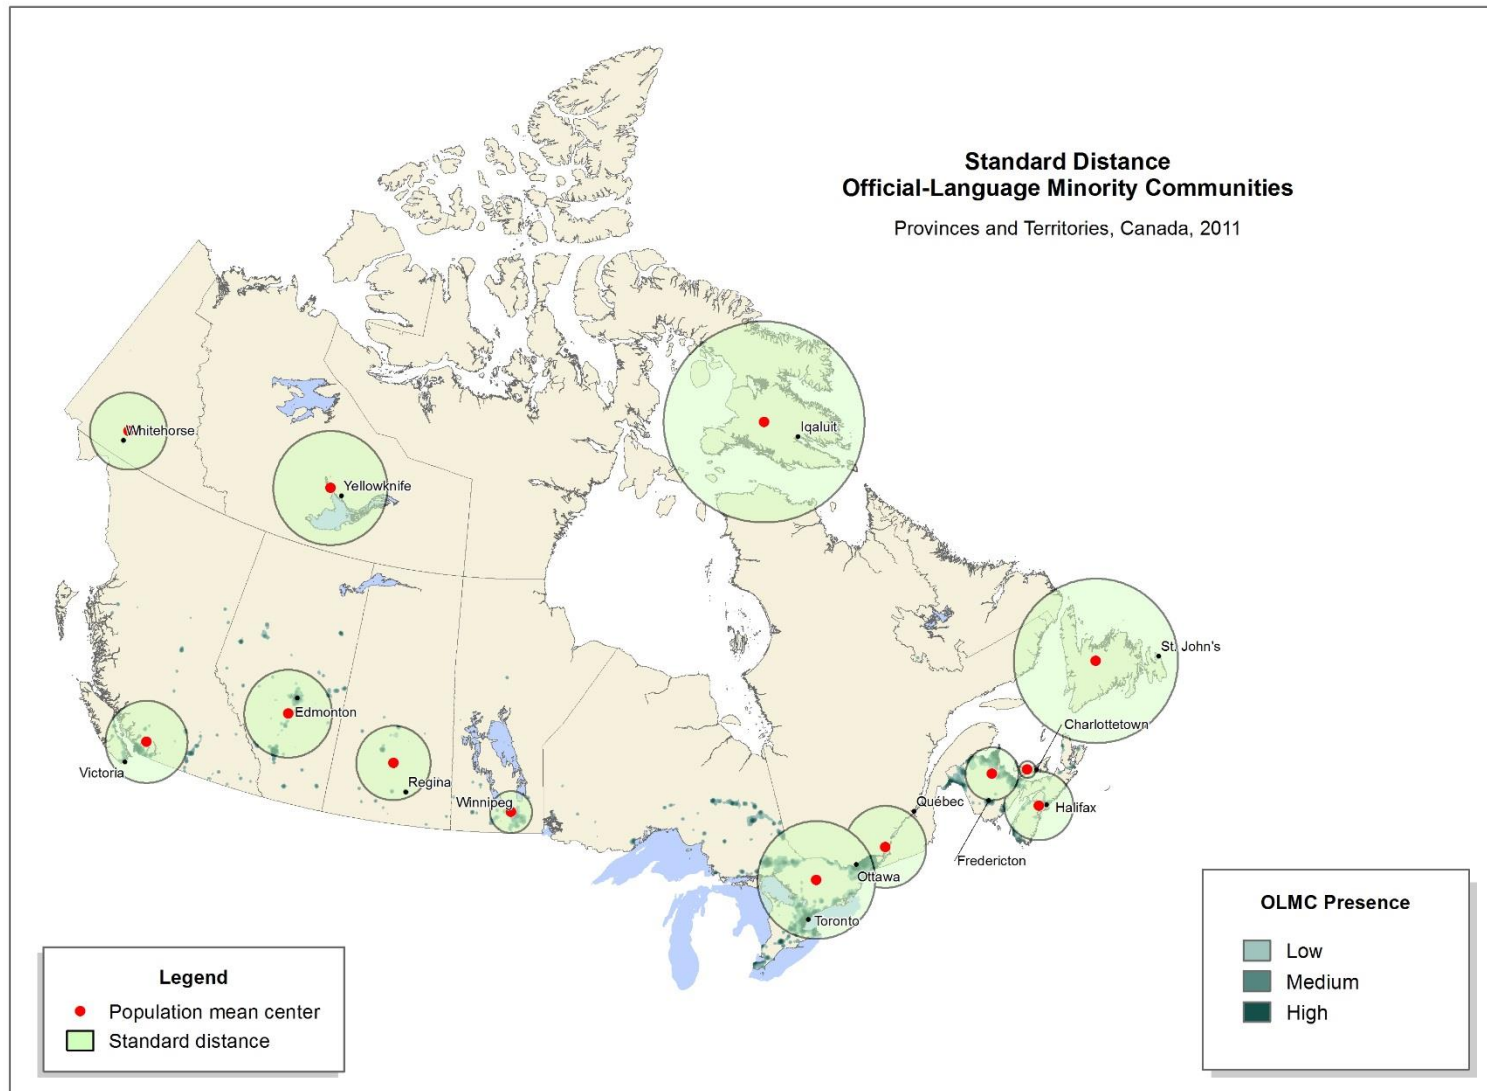 Standard Distance
Official-Language Minority Communities
Provinces and Territories, Canada, 2011
Whitehorse
Iqaluit
Yellowknife
St. John's
Edmonton
Charlottetown
Victoria
Regina
Winnipeg
Québec
Halifax
Fredericton
Ottawa
Toronto
OLMC Presence
Low
Medium
High
Legend
Population mean center
Standard distance